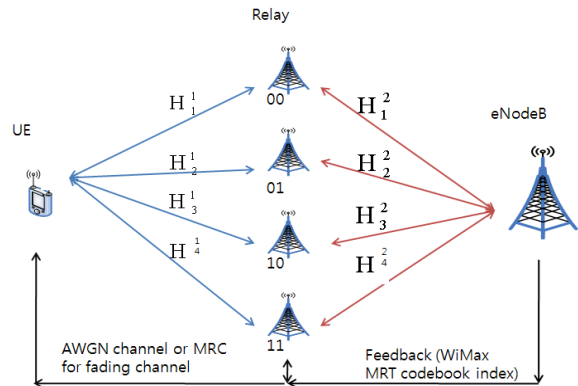 Relay
UE
eNodeB
H 1 1
00
H 2 1
H 1 2
01
H 2 2
H 1 3
10
H 2 3
H 1 4
11
H 2 4
AWGN channel or MRC
for fading channel
Feedback (WiMax
MRT codebook index)